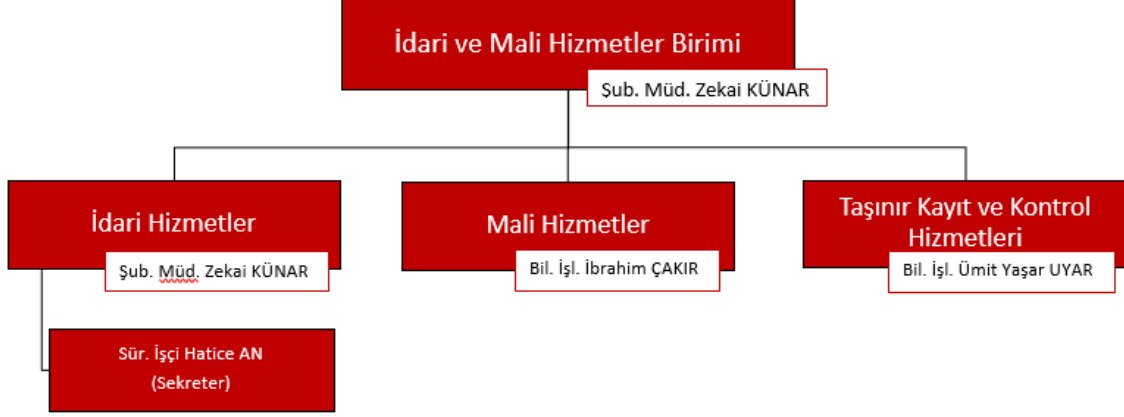 İdari ve Mali Hizmetler Birimi
Şub. Müd. Zekai KÜNAR
İdari Hizmetler
Şub. Müd. Zekai KÜNAR
Mali Hizmetler
Bil. İşl. İbrahim ÇAKIR
Taşınır Kayıt ve Kontrol
Hizmetleri
Bil. İşl. Ümit Yaşar UYAR
Sür. İşçi Hatice AN
(Sekreter)